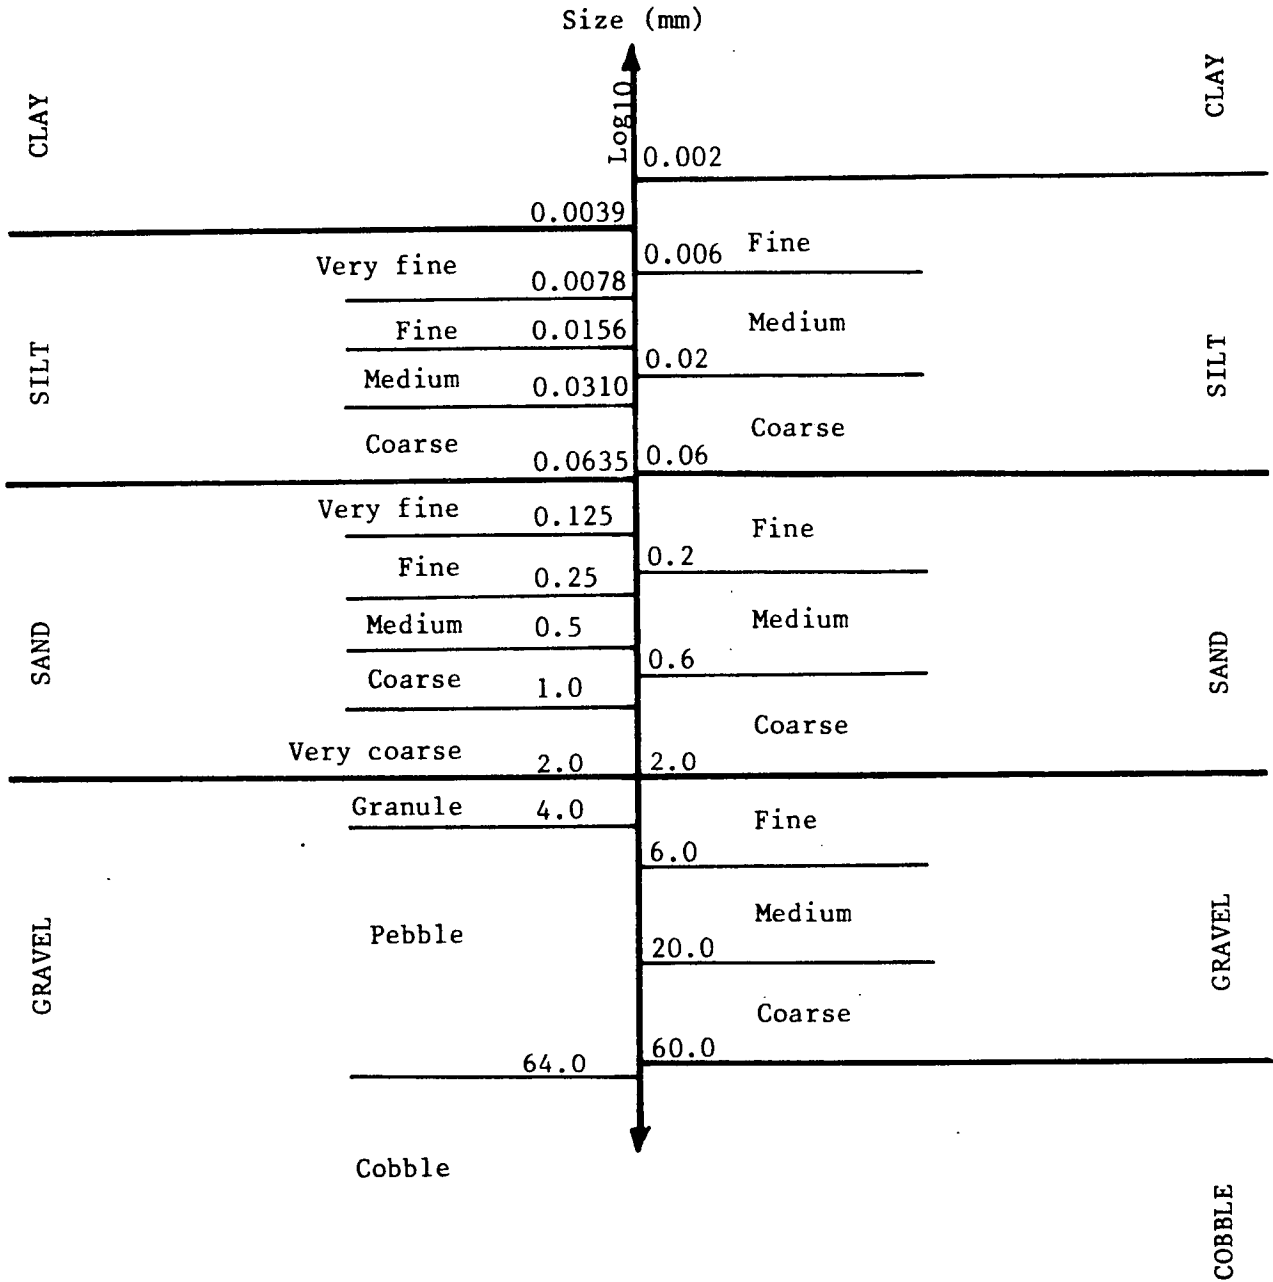 Size (mm)
Log10
CLAY
CLAY
0.002
0.0039
Fine
0.006
Very fine
0.0078
Medium
Fine
0.0156
SILT
SILT
0.02
Medium
0.0310
Coarse
Coarse
0.0635
0.06
Very fine
0.125
Fine
0.2
Fine
0.25
Medium
Medium
0.5
SAND
SAND
0.6
Coarse
1.0
Coarse
Very coarse
2.0
2.0
Granule
4.0
Fine
6.0
Medium
Pebble
GRAVEL
GRAVEL
20.0
Coarse
64.0
60.0
Cobble
COBBLE